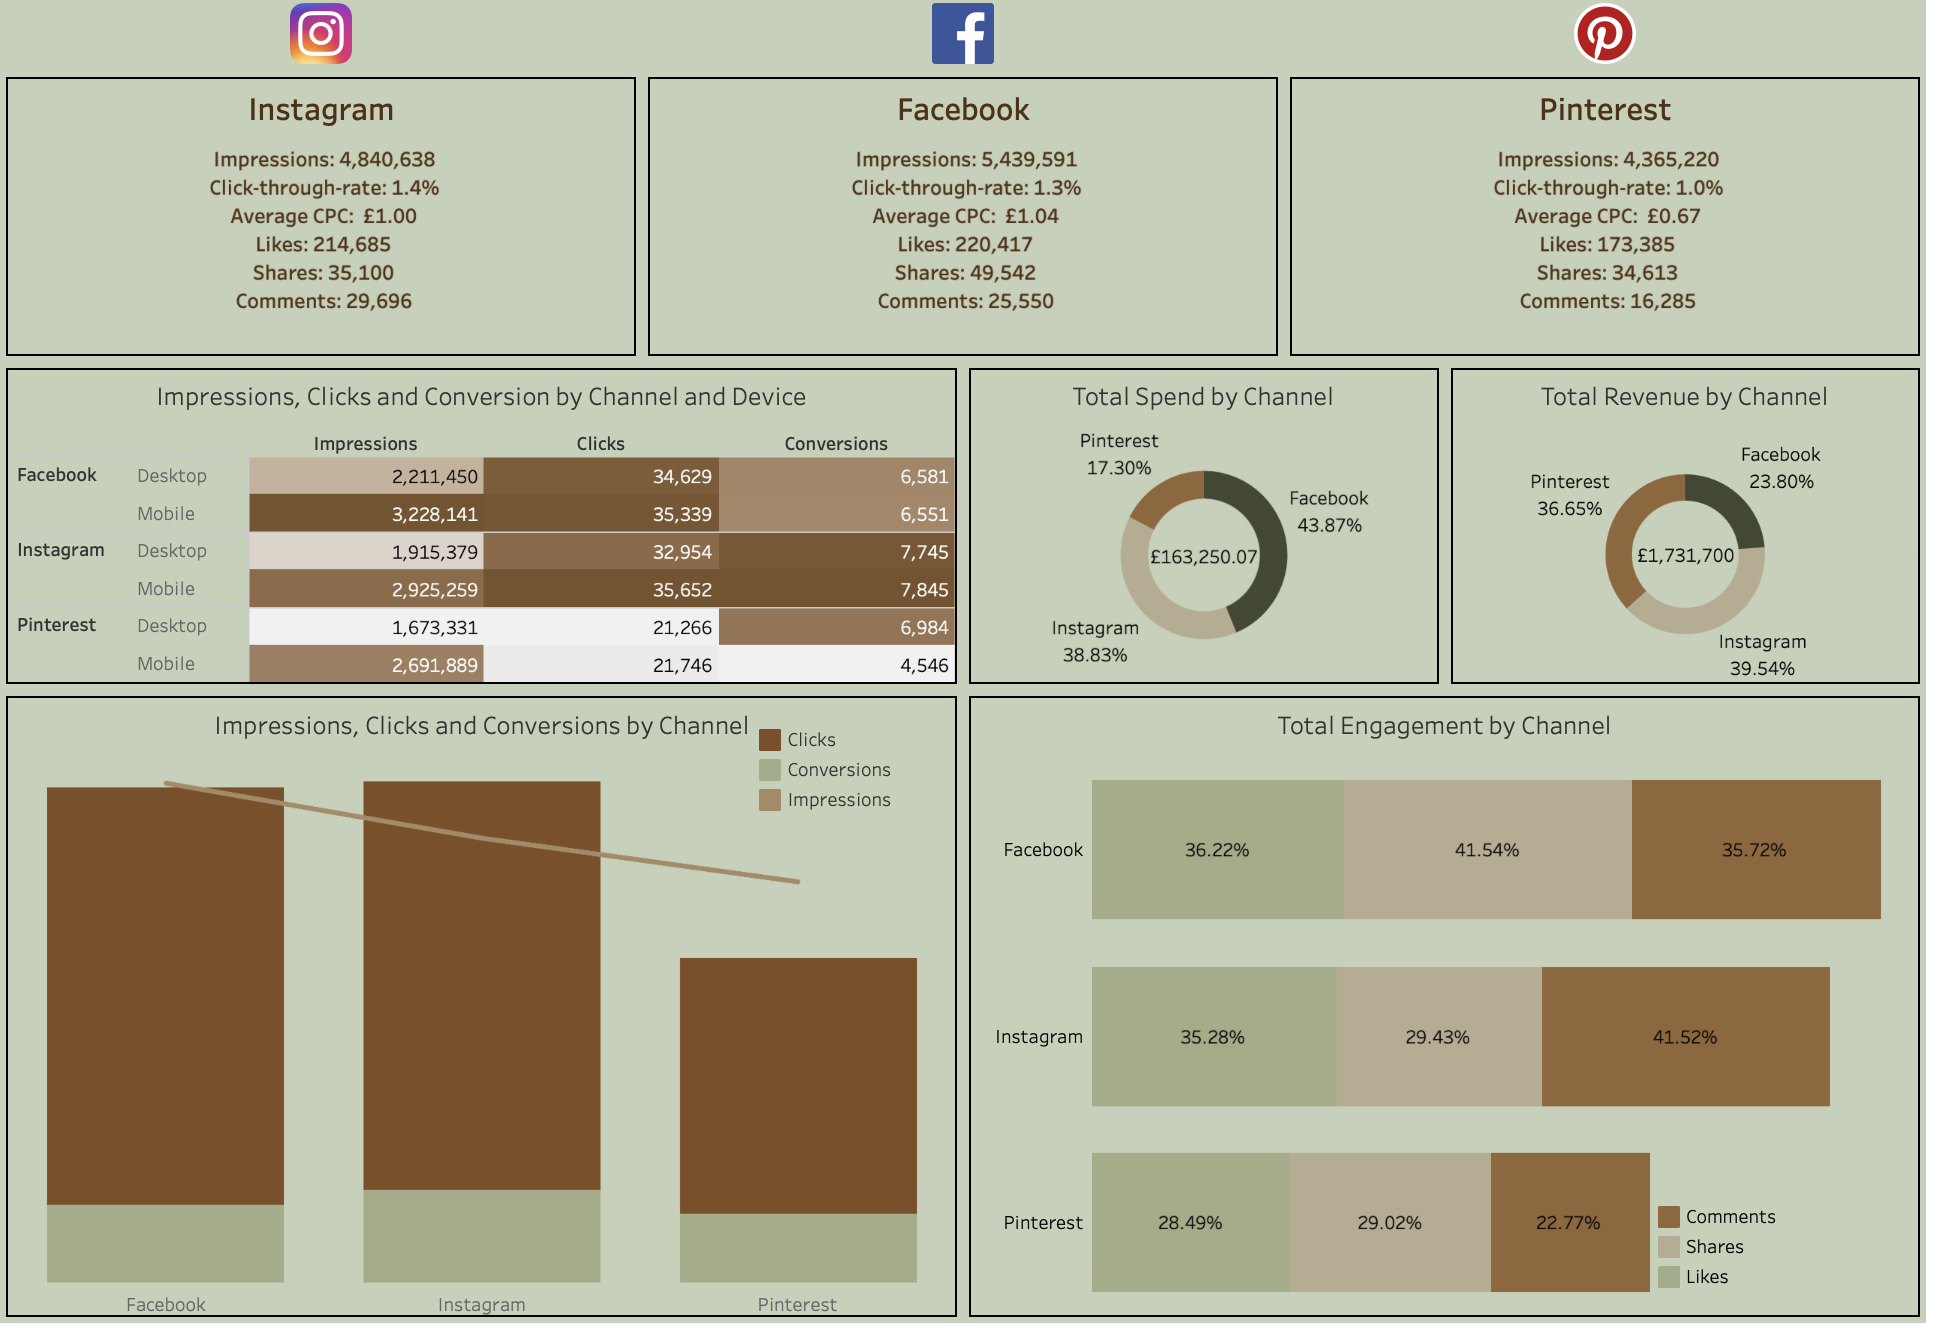 Instagram
Impressions: 4,840,638
Click-through-rate: 1.4%
Average CPC: £1.00
Likes: 214,685
Shares: 35,100
Comments: 29,696
Facebook
Impressions: 5,439,591
Click-through-rate: 1.3%
Average CPC: £1.04
Likes: 220,417
Shares: 49,542
Comments: 25,550
Pinterest
Impressions: 4,365,220
Click-through-rate: 1.0%
Average CPC: £0.67
Likes: 173,385
Shares: 34,613
Comments: 16,285
Impressions, Clicks and Conversion by Channel and Device
Impressions Clicks Conversions
Facebook Desktop 2,211,450 34,629 6,581
Mobile 3,228,141 35,339 6,551
Instagram Desktop 1,915,379 32,954 7,745
Mobile 2,925,259 35,652 7,845
Pinterest Desktop 1,673,331 21,266 6,984
Mobile 2,691,889 21,746 4,546
Total Spend by Channel
Pinterest
17.30%
Facebook
43.87%
£163,250.07
Instagram
38.83%
Total Revenue by Channel
Facebook
23.80%
Pinterest
36.65%
£1,731,700
Instagram
39.54%
Impressions, Clicks and Conversions by Channel
Clicks
Conversions
Impressions
Facebook Instagram Pinterest
Total Engagement by Channel
Facebook 36.22% 41.54% 35.72%
Instagram 35.28% 29.43% 41.52%
Pinterest 28.49% 29.02% 22.77%
Comments
Shares
Likes